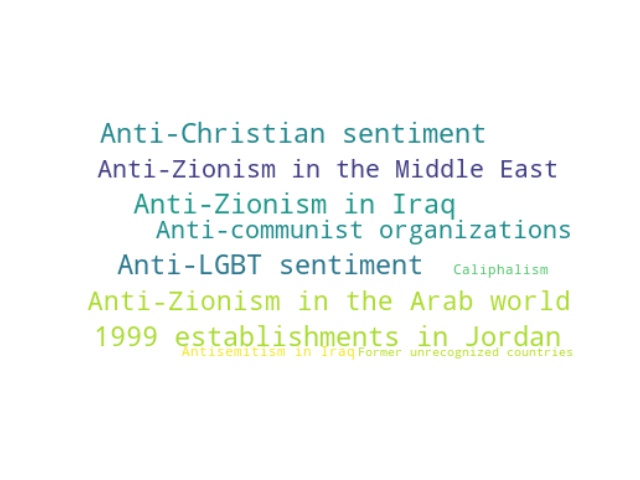 Anti-Christian sentiment
Anti-Zionism in the Middle East
Anti-Zionism in Iraq
Anti-communist organizations
Anti-LGBT sentiment
Caliphalism
Anti-Zionism in the Arab world
1999 establishments in Jordan
Antisemitism in Iraq
Former unrecognized countries